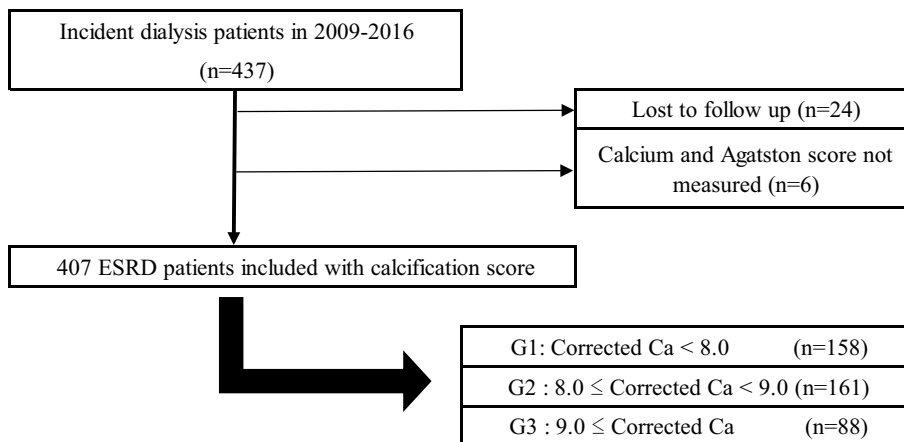 Incident dialysis patients in 2009-2016
(n=437)
Lost to follow up (n=24)
Calcium and Agatston score not
measured (n=6)
407 ESRD patients included with calcification score
G1: Corrected Ca < 8.0 (n=158)
G2 : 8.0 ≤ Corrected Ca < 9.0 (n=161)
G3 : 9.0 ≤ Corrected Ca (n=88)